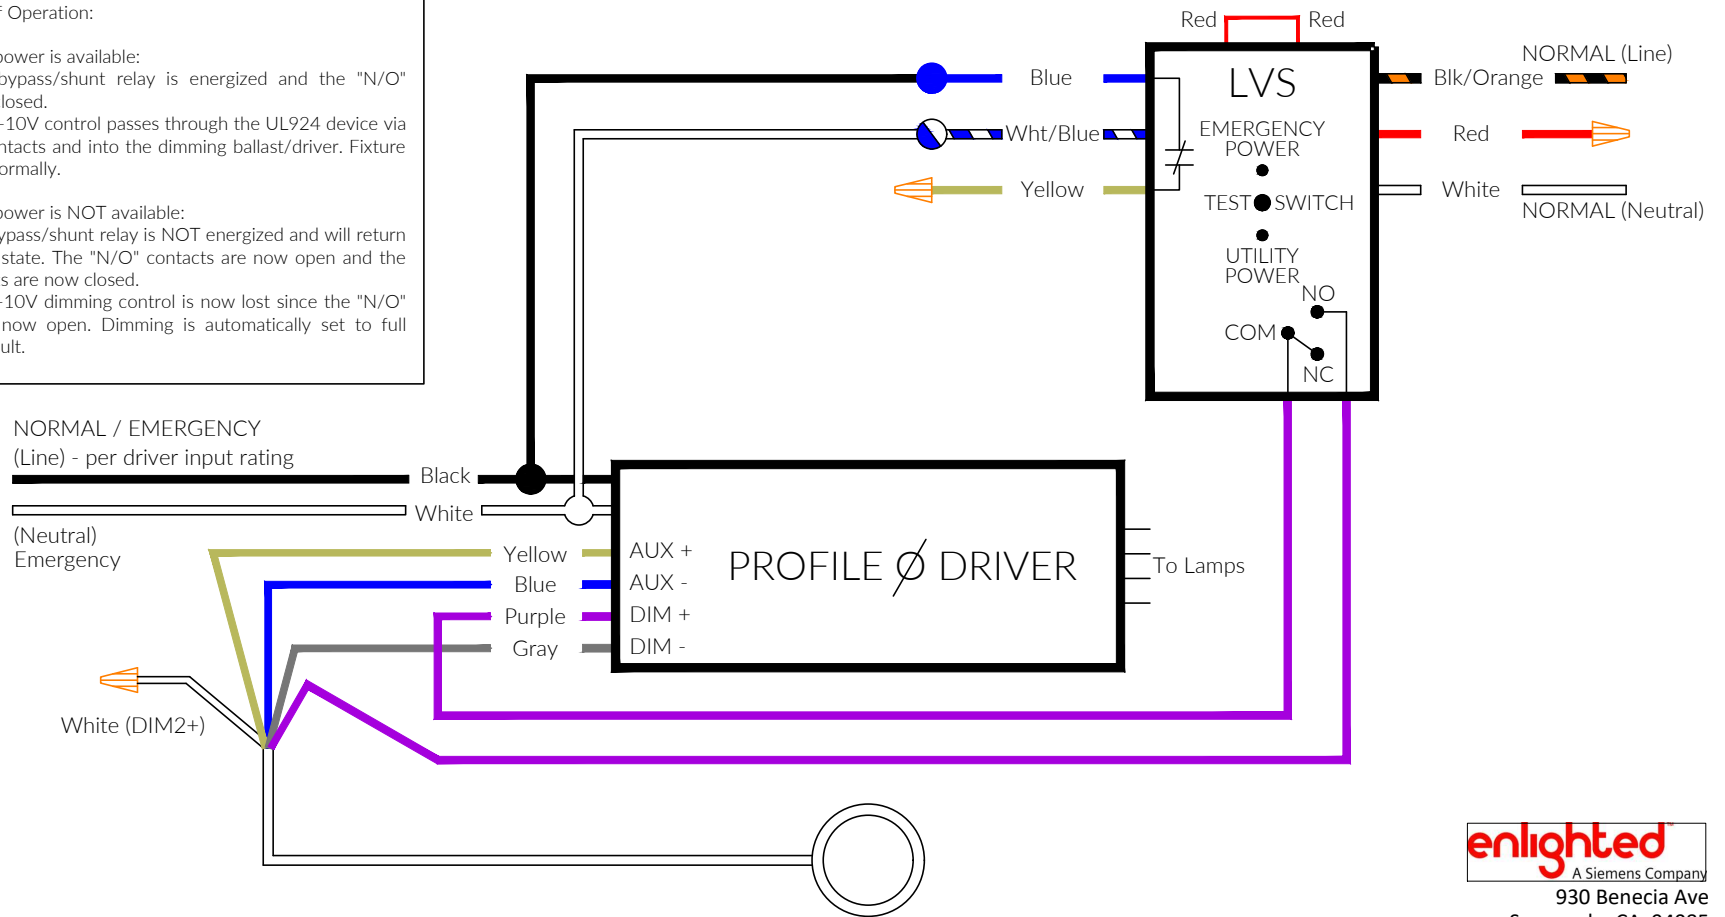 Operation:
power is available:
bypass/shunt relay is energized and the "N/O"
closed.
-10V control passes through the UL924 device via
and into the dimming ballast/driver. Fixture
power is NOT available:
relay is NOT energized and will return
state. The "N/O" contacts are now open and the
are now closed.
-10V dimming control is now lost since the "N/O"
now open. Dimming is automatically set to full
NORMAL / EMERGENCY
(Line) - per driver input rating
Black
White
(Neutral)
Emergency
Yellow
Blue
Purple
Gray
AUX +
AUX -
DIM +
DIM -
PROFILE Ø DRIVER
To Lamps
White (DIM2+)
Red
Red
Blue
Wht/Blue
Yellow
LVS
EMERGENCY
POWER
TEST SWITCH
UTILITY
POWER
NO
COM
NC
NORMAL (Line)
Blk/Orange
Red
White
NORMAL (Neutral)
enlighted™
A Siemens Company
930 Benecia Ave